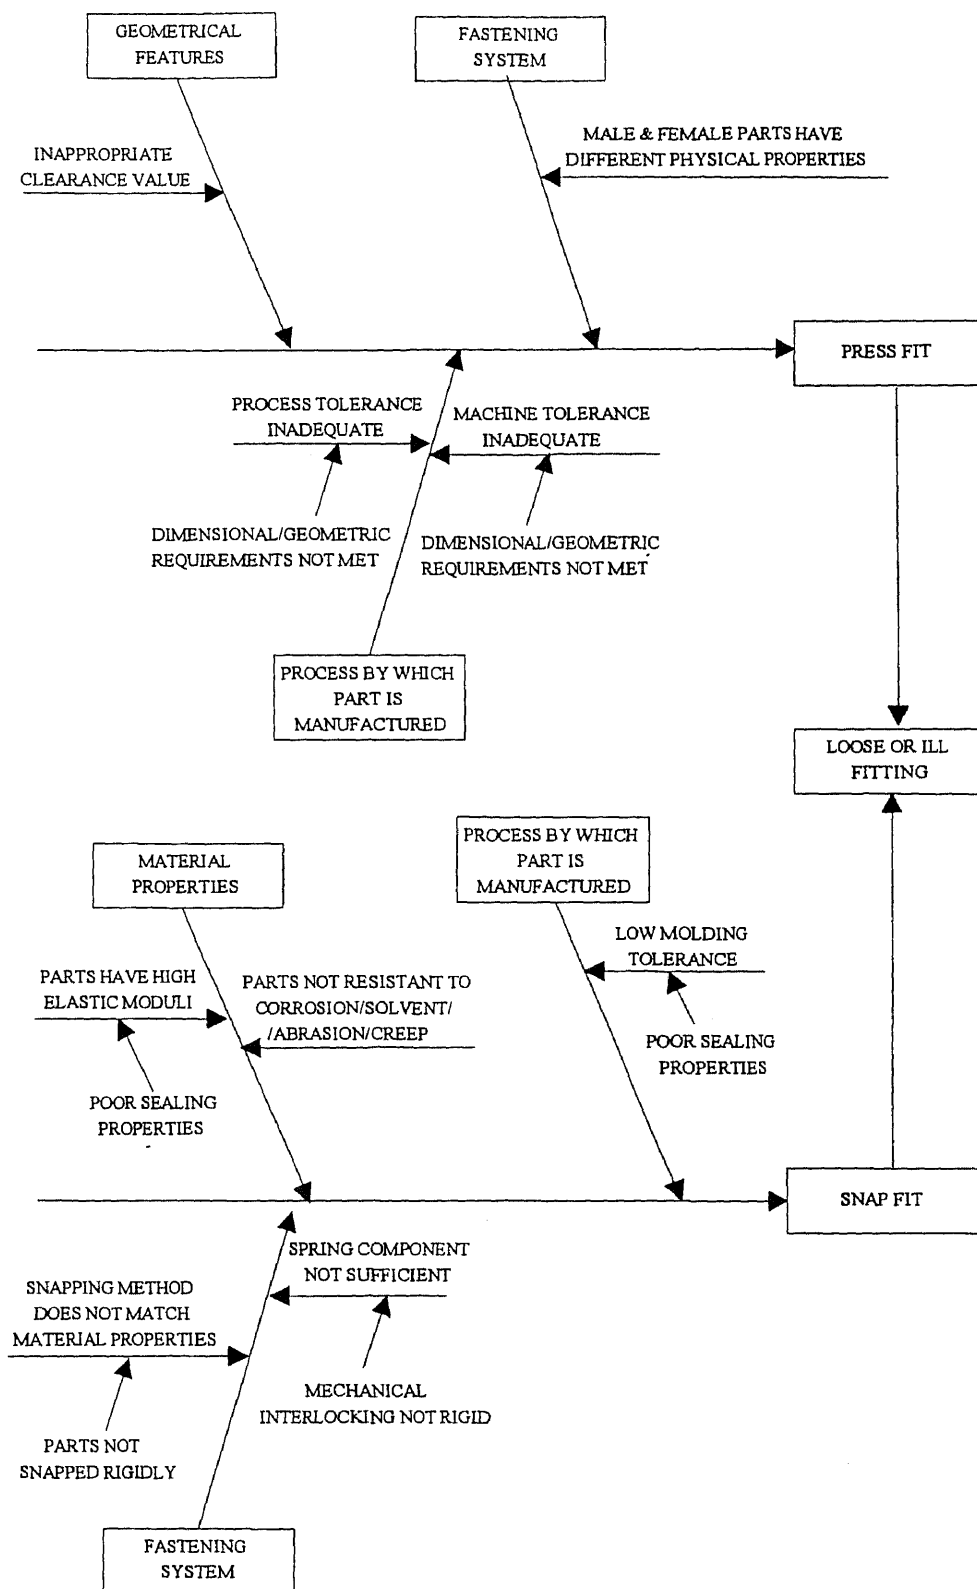 GEOMETRICAL
FEATURES
FASTENING
SYSTEM
INAPPROPRIATE
CLEARANCE VALUE
MALE & FEMALE PARTS HAVE
DIFFERENT PHYSICAL PROPERTIES
PRESS FIT
PROCESS TOLERANCE
INADEQUATE
MACHINE TOLERANCE
INADEQUATE
DIMENSIONAL/GEOMETRIC
REQUIREMENTS NOT MET
DIMENSIONAL/GEOMETRIC
REQUIREMENTS NOT MET
PROCESS BY WHICH
PART IS
MANUFACTURED
LOOSE OR ILL
FITTING
MATERIAL
PROPERTIES
PROCESS BY WHICH
PART IS
MANUFACTURED
PARTS HAVE HIGH
ELASTIC MODULI
PARTS NOT RESISTANT TO
CORROSION/SOLVENT/
/ABRASION/CREEP
LOW MOLDING
TOLERANCE
POOR SEALING
PROPERTIES
POOR SEALING
PROPERTIES
SNAP FIT
SPRING COMPONENT
NOT SUFFICIENT
SNAPPING METHOD
DOES NOT MATCH
MATERIAL PROPERTIES
MECHANICAL
INTERLOCKING NOT RIGID
PARTS NOT
SNAPPED RIGIDLY
FASTENING
SYSTEM